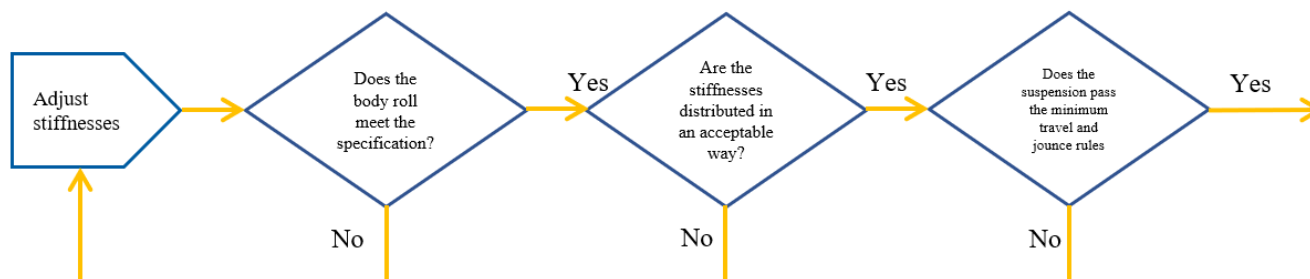 Adjust
stiffnesses
Does the
body roll
meet the
specification?
Yes
No
Are the
stiffnesses
distributed in
an acceptable
way?
Yes
No
Does the
suspension pass
the minimum
travel and
jounce rules
Yes
No